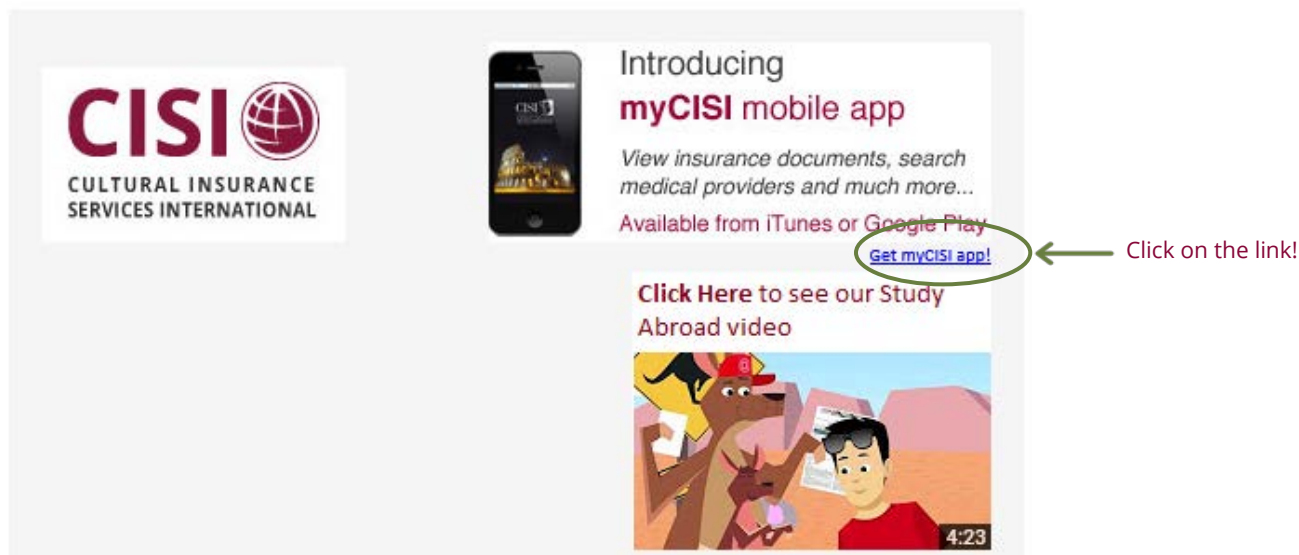 CISI
CULTURAL INSURANCE
SERVICES INTERNATIONAL
CISI
Introducing
myCISI mobile app
View insurance documents, search
medical providers and much more...
Available from iTunes or Google Play
Get myCISI app!
Click on the link!
Click Here to see our Study
Abroad video
@
4:23